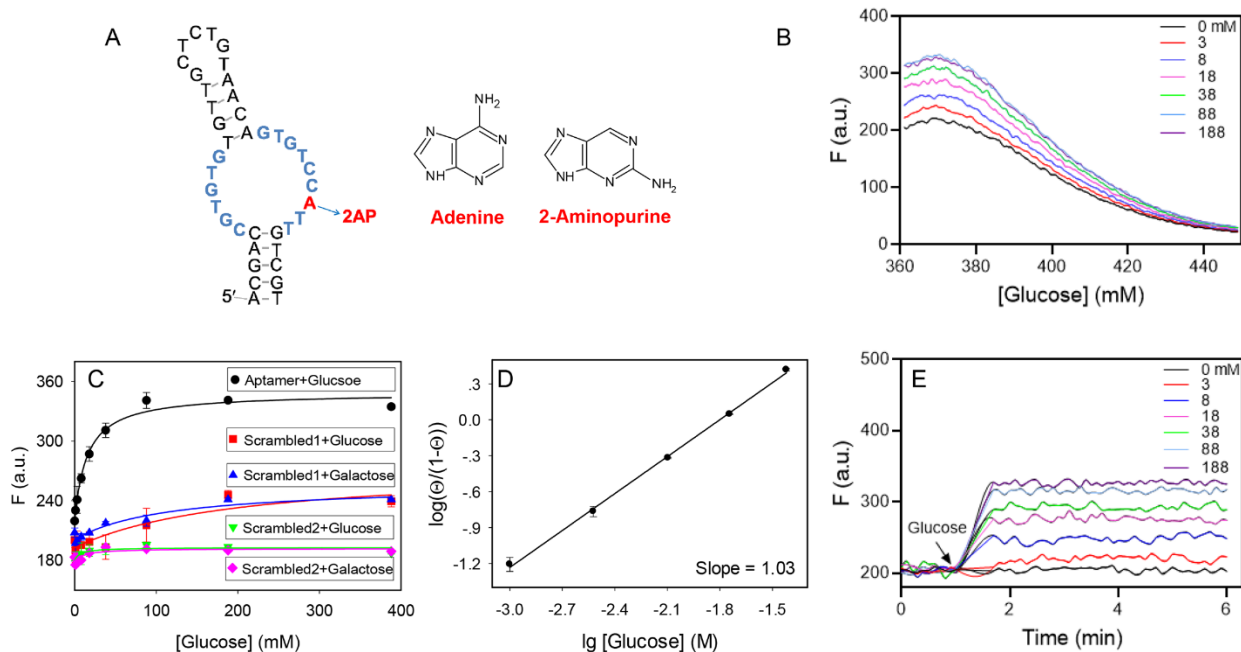 A
5′
ACGACCGTGTGTGTTGCTCTGTAACAGTGTCCATTGTCGT
2AP
NH₂
N
N
N
NH
Adenine
N
N
N
NH
NH₂
2-Aminopurine
B
F (a.u.)
400
300
200
100
0
360
380
400
420
440
[Glucose] (mM)
0 mM
3
8
18
38
88
188
C
F (a.u.)
360
300
240
180
0
100
200
300
400
[Glucose] (mM)
Aptamer+Glucsoe
Scrambled1+Glucose
Scrambled1+Galactose
Scrambled2+Glucose
Scrambled2+Galactose
D
log(Θ/(1-Θ))
.3
0.0
-.3
-.6
-.9
-1.2
-3.0
-2.7
-2.4
-2.1
-1.8
-1.5
lg [Glucose] (M)
Slope = 1.03
E
F (a.u.)
500
400
300
200
0
2
4
6
Time (min)
Glucose
0 mM
3
8
18
38
88
188